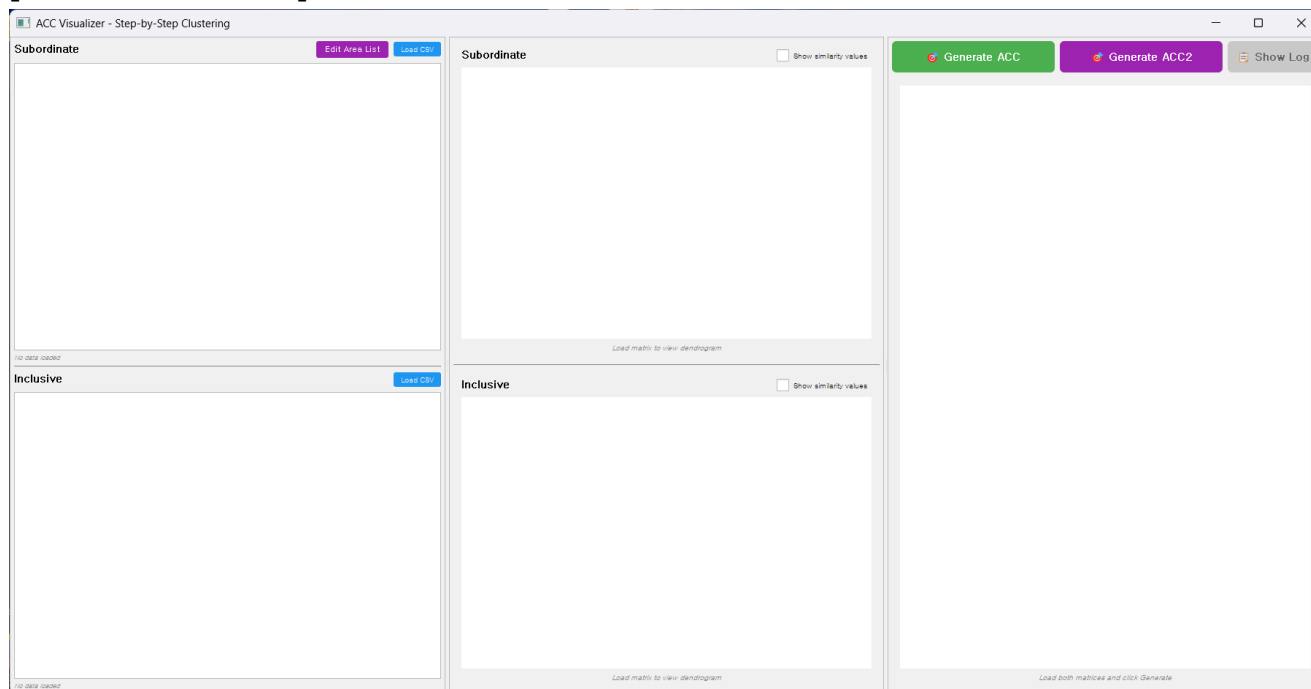 ACC Visualizer - Step-by-Step Clustering
Subordinate
Edit Area List
Load CSV
No data loaded
Inclusive
Load CSV
No data loaded
Subordinate
Show similarity values
Load matrix to view dendrogram
Inclusive
Show similarity values
Load matrix to view dendrogram
Generate ACC
Generate ACC2
Show Log
Load both matrices and click Generate